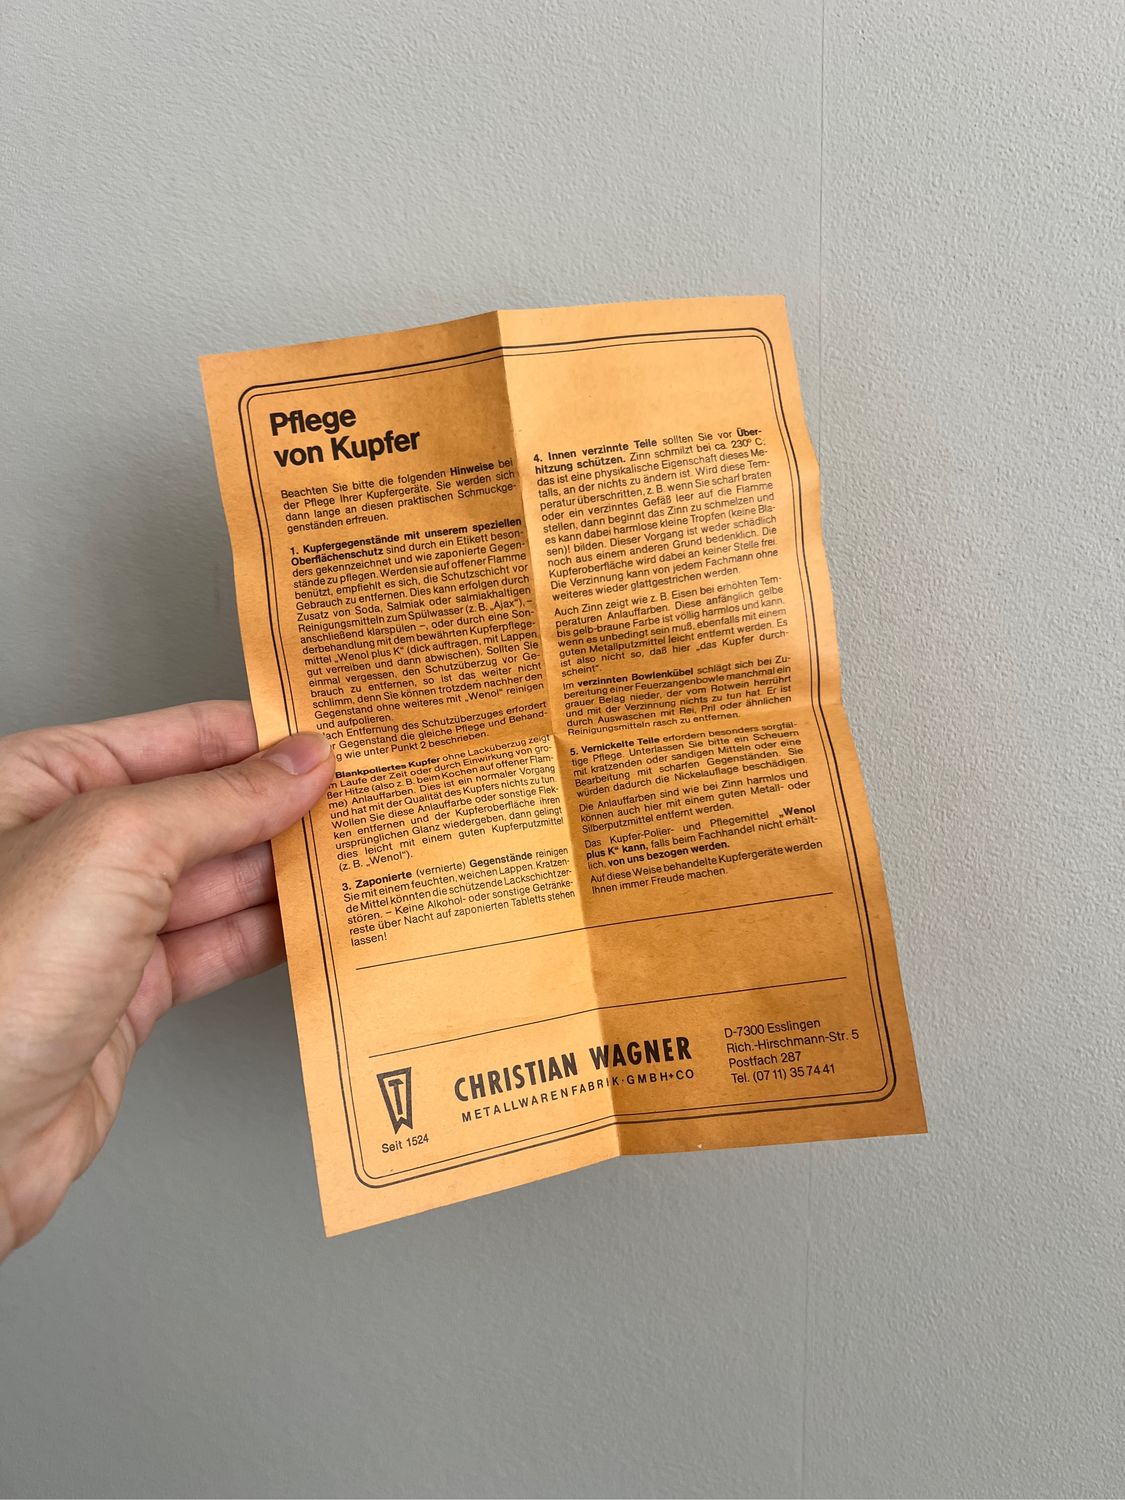 Pflege
von Kupfer
Beachten Sie bitte die folgenden Hinweise bei
der Pflege Ihrer Kupfergeräte. Sie werden sich
dann lange an diesen praktischen Schmuckge-
genständen erfreuen.
1. Kupfergegenstände mit unserem speziellen
Oberflächenschutz sind durch ein Etikett beson-
ders gekennzeichnet und wie zaponierte Gegen-
stände zu pflegen. Werden sie auf offener Flamme
benützt, empfiehlt es sich, die Schutzschicht vor
Gebrauch zu entfernen. Dies kann erfolgen durch
Zusatz von Soda, Salmiak oder salmiakhaltigen
Reinigungsmitteln zum Spülwasser (z. B. „Ajax"), –
anschließend klarspülen –, oder durch eine Son-
derbehandlung mit dem bewährten Kupferpflege-
mittel „Wenol plus K" (dick auftragen, mit Lappen
gut verreiben und dann abwischen). Sollten Sie
einmal vergessen, den Schutzüberzug vor Ge-
brauch zu entfernen, so ist das weiter nicht
schlimm, denn Sie können trotzdem nachher den
Gegenstand ohne weiteres mit „Wenol" reinigen
und aufpolieren.
ach Entfernung des Schutzüberzuges erfordert
r Gegenstand die gleiche Pflege und Behand-
g wie unter Punkt 2 beschrieben.
Blankpoliertes Kupfer ohne Lacküberzug zeigt
m Laufe der Zeit oder durch Einwirkung von gro-
ßer Hitze (also z. B. beim Kochen auf offener Flam-
me) Anlauffarben. Dies ist ein normaler Vorgang
und hat mit der Qualität des Kupfers nichts zu tun.
Wollen Sie diese Anlauffarbe oder sonstige Flek-
ken entfernen und der Kupferoberfläche ihren
ursprünglichen Glanz wiedergeben, dann gelingt
dies leicht mit einem guten Kupferputzmittel
(z. B. „Wenol").
3. Zaponierte (vernierte) Gegenstände reinigen
Sie mit einem feuchten, weichen Lappen. Kratzen-
de Mittel könnten die schützende Lackschicht zer-
stören. – Keine Alkohol- oder sonstige Getränke-
reste über Nacht auf zaponierten Tabletts stehen
lassen!
4. Innen verzinnte Teile sollten Sie vor Über-
hitzung schützen. Zinn schmilzt bei ca. 230° C;
das ist eine physikalische Eigenschaft dieses Me-
talls, an der nichts zu ändern ist. Wird diese Tem-
peratur überschritten, z. B. wenn Sie scharf braten
oder ein verzinntes Gefäß leer auf die Flamme
stellen, dann beginnt das Zinn zu schmelzen und
es kann dabei harmlose kleine Tropfen (keine Bla-
sen)! bilden. Dieser Vorgang ist weder schädlich
noch aus einem anderen Grund bedenklich. Die
Kupferoberfläche wird dabei an keiner Stelle frei.
Die Verzinnung kann von jedem Fachmann ohne
weiteres wieder glattgestrichen werden.
Auch Zinn zeigt wie z. B. Eisen bei erhöhten Tem-
peraturen Anlauffarben. Diese anfänglich gelbe
bis gelb-braune Farbe ist völlig harmlos und kann,
wenn es unbedingt sein muß, ebenfalls mit einem
guten Metallputzmittel leicht entfernt werden. Es
ist also nicht so, daß hier „das Kupfer durch-
scheint".
Im verzinnten Bowlenkübel schlägt sich bei Zu-
bereitung einer Feuerzangenbowle manchmal ein
grauer Belag nieder, der vom Rotwein herrührt
und mit der Verzinnung nichts zu tun hat. Er ist
durch Auswaschen mit Rei, Pril oder ähnlichen
Reinigungsmitteln rasch zu entfernen.
5. Vernickelte Teile erfordern besonders sorgfäl-
tige Pflege. Unterlassen Sie bitte ein Scheuern
mit kratzenden oder sandigen Mitteln oder eine
Bearbeitung mit scharfen Gegenständen. Sie
würden dadurch die Nickelauflage beschädigen.
Die Anlauffarben sind wie bei Zinn harmlos und
können auch hier mit einem guten Metall- oder
Silberputzmittel entfernt werden.
Das Kupfer-Polier- und Pflegemittel „Wenol
plus K" kann, falls beim Fachhandel nicht erhält-
lich, von uns bezogen werden.
Auf diese Weise behandelte Kupfergeräte werden
Ihnen immer Freude machen.
Seit 1524
CHRISTIAN WAGNER
METALLWARENFABRIK·GMBH+CO
D-7300 Esslingen
Rich.-Hirschmann-Str. 5
Postfach 287
Tel. (07 11) 35 74 41